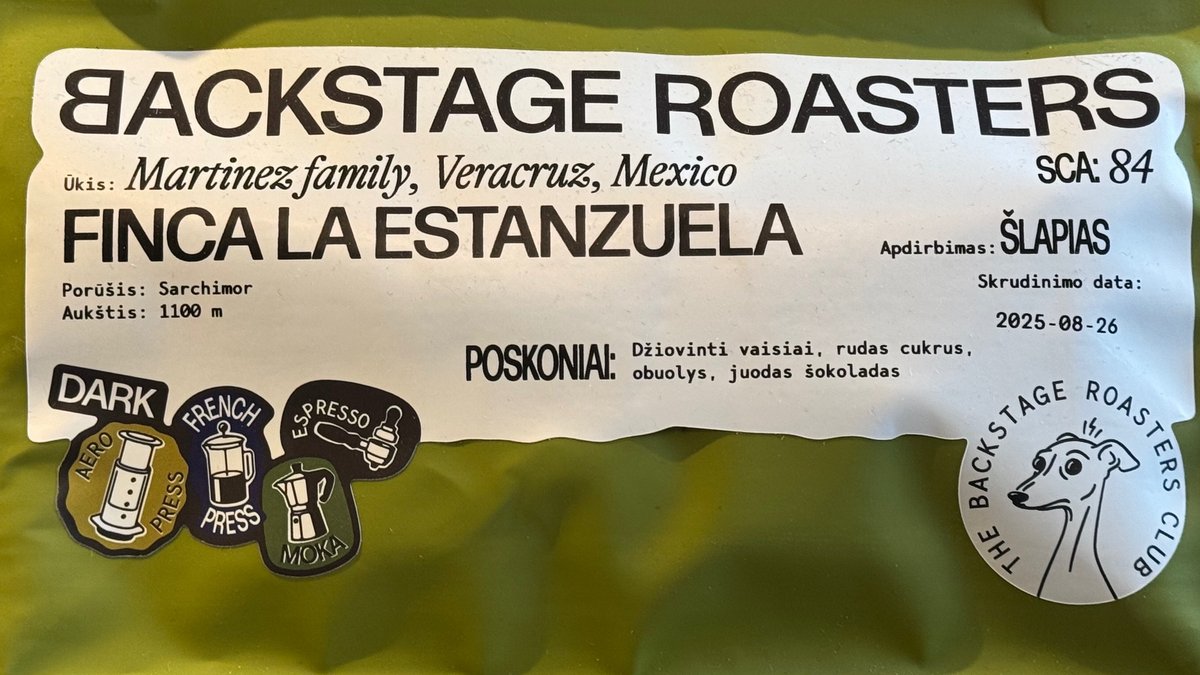 BACKSTAGE ROASTERS
Ūkis: Martinez family, Veracruz, Mexico
SCA: 84
FINCA LA ESTANZUELA
Apdirbimas: ŠLAPIAS
Porūšis: Sarchimor
Aukštis: 1100 m
Skrudinimo data:
2025-08-26
POSKONIAI: Džiovinti vaisiai, rudas cukrus,
obuolys, juodas šokoladas
DARK
AERO PRESS
FRENCH PRESS
ESPRESSO
MOKA
THE BACKSTAGE ROASTERS CLUB